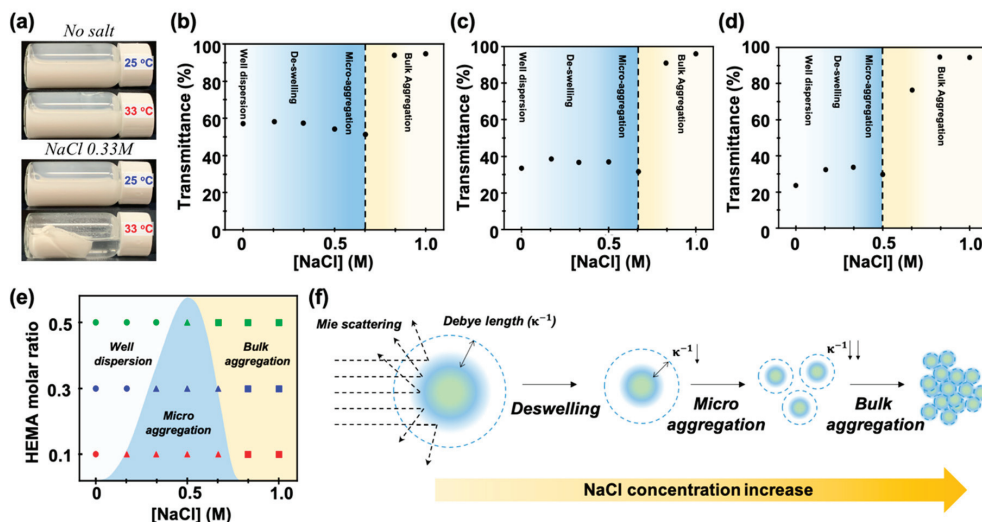 (a)
No salt
25 °C
33 °C
NaCl 0.33M
25 °C
33 °C
(b)
100
80
60
40
20
0
Transmittance (%)
Well dispersion
De-swelling
Micro-aggregation
Bulk Aggregation
0
0.5
1.0
[NaCl] (M)
(c)
100
80
60
40
20
0
Transmittance (%)
Well dispersion
De-swelling
Micro-aggregation
Bulk Aggregation
0
0.5
1.0
[NaCl] (M)
(d)
100
80
60
40
20
0
Transmittance (%)
Well dispersion
De-swelling
Micro-aggregation
Bulk Aggregation
0
0.5
1.0
[NaCl] (M)
(e)
HEMA molar ratio
0.5
0.3
0.1
Well
dispersion
Micro
aggregation
Bulk
aggregation
0
0.5
1.0
[NaCl] (M)
(f)
Mie scattering
Debye length (κ⁻¹)
Deswelling
κ⁻¹↓
Micro
aggregation
κ⁻¹↓↓
Bulk
aggregation
NaCl concentration increase